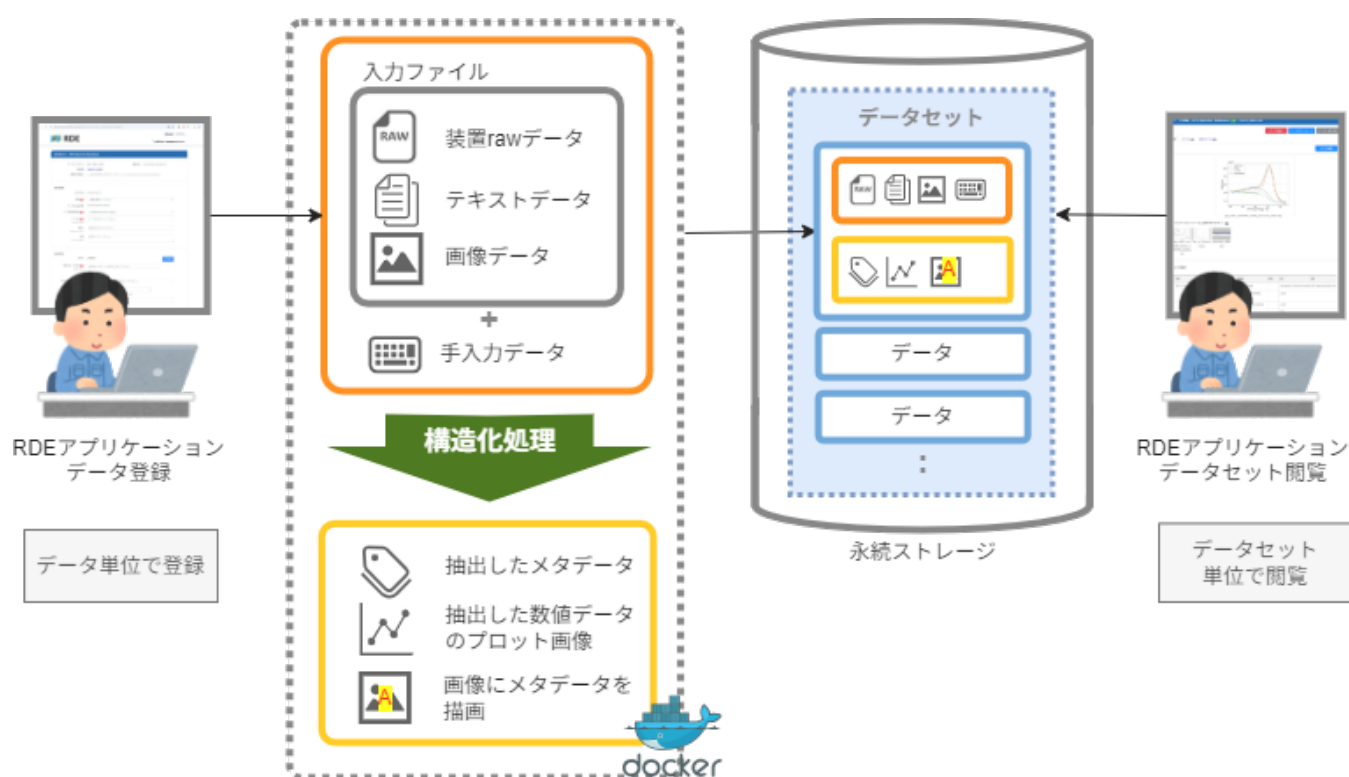 RDE
RDEアプリケーション
データ登録
データ単位で登録
入力ファイル
RAW
装置rawデータ
テキストデータ
画像データ
+
手入力データ
構造化処理
抽出したメタデータ
抽出した数値データ
のプロット画像
A
画像にメタデータを
描画
docker
データセット
RAW
A
データ
データ
:
永続ストレージ
RDEアプリケーション
データセット閲覧
データセット
単位で閲覧